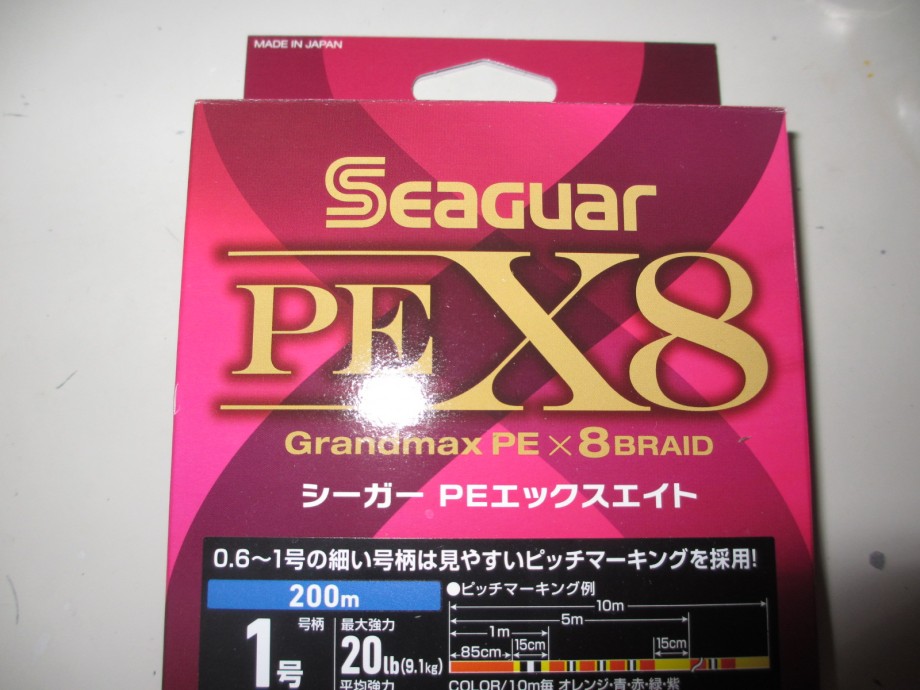 MADE IN JAPAN
SEAGUAR
PE X8
Grandmax PE × 8 BRAID
シーガー PEエックスエイト
0.6～1号の細い号柄は見やすいピッチマーキングを採用!
200m
号柄
1号
最大強力
20lb(9.1kg)
平均強力
●ピッチマーキング例
10m
5m
1m
85cm
15cm
15cm
COLOR/10m毎 オレンジ・青・赤・緑・紫